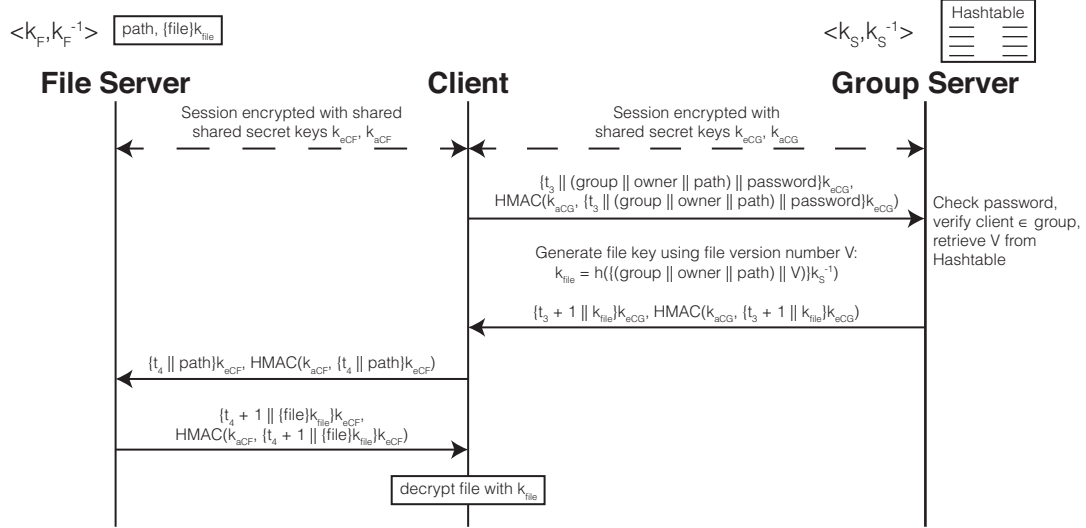 <k_F,k_F^-1>
path, {file}k_file
<k_S,k_S^-1>
Hashtable
File Server
Client
Group Server
Session encrypted with shared
shared secret keys k_eCF, k_aCF
Session encrypted with
shared secret keys k_eCG, k_aCG
{t_3 || (group || owner || path) || password}k_eCG,
HMAC(k_aCG, {t_3 || (group || owner || path) || password}k_eCG)
Check password,
verify client ∈ group,
retrieve V from
Hashtable
Generate file key using file version number V:
k_file = h({(group || owner || path) || V)}k_S^-1)
{t_3 + 1 || k_file}k_eCG, HMAC(k_aCG, {t_3 + 1 || k_file}k_eCG)
{t_4 || path}k_eCF, HMAC(k_aCF, {t_4 || path}k_eCF)
{t_4 + 1 || {file}k_file}k_eCF,
HMAC(k_aCF, {t_4 + 1 || {file}k_file}k_eCF)
decrypt file with k_file